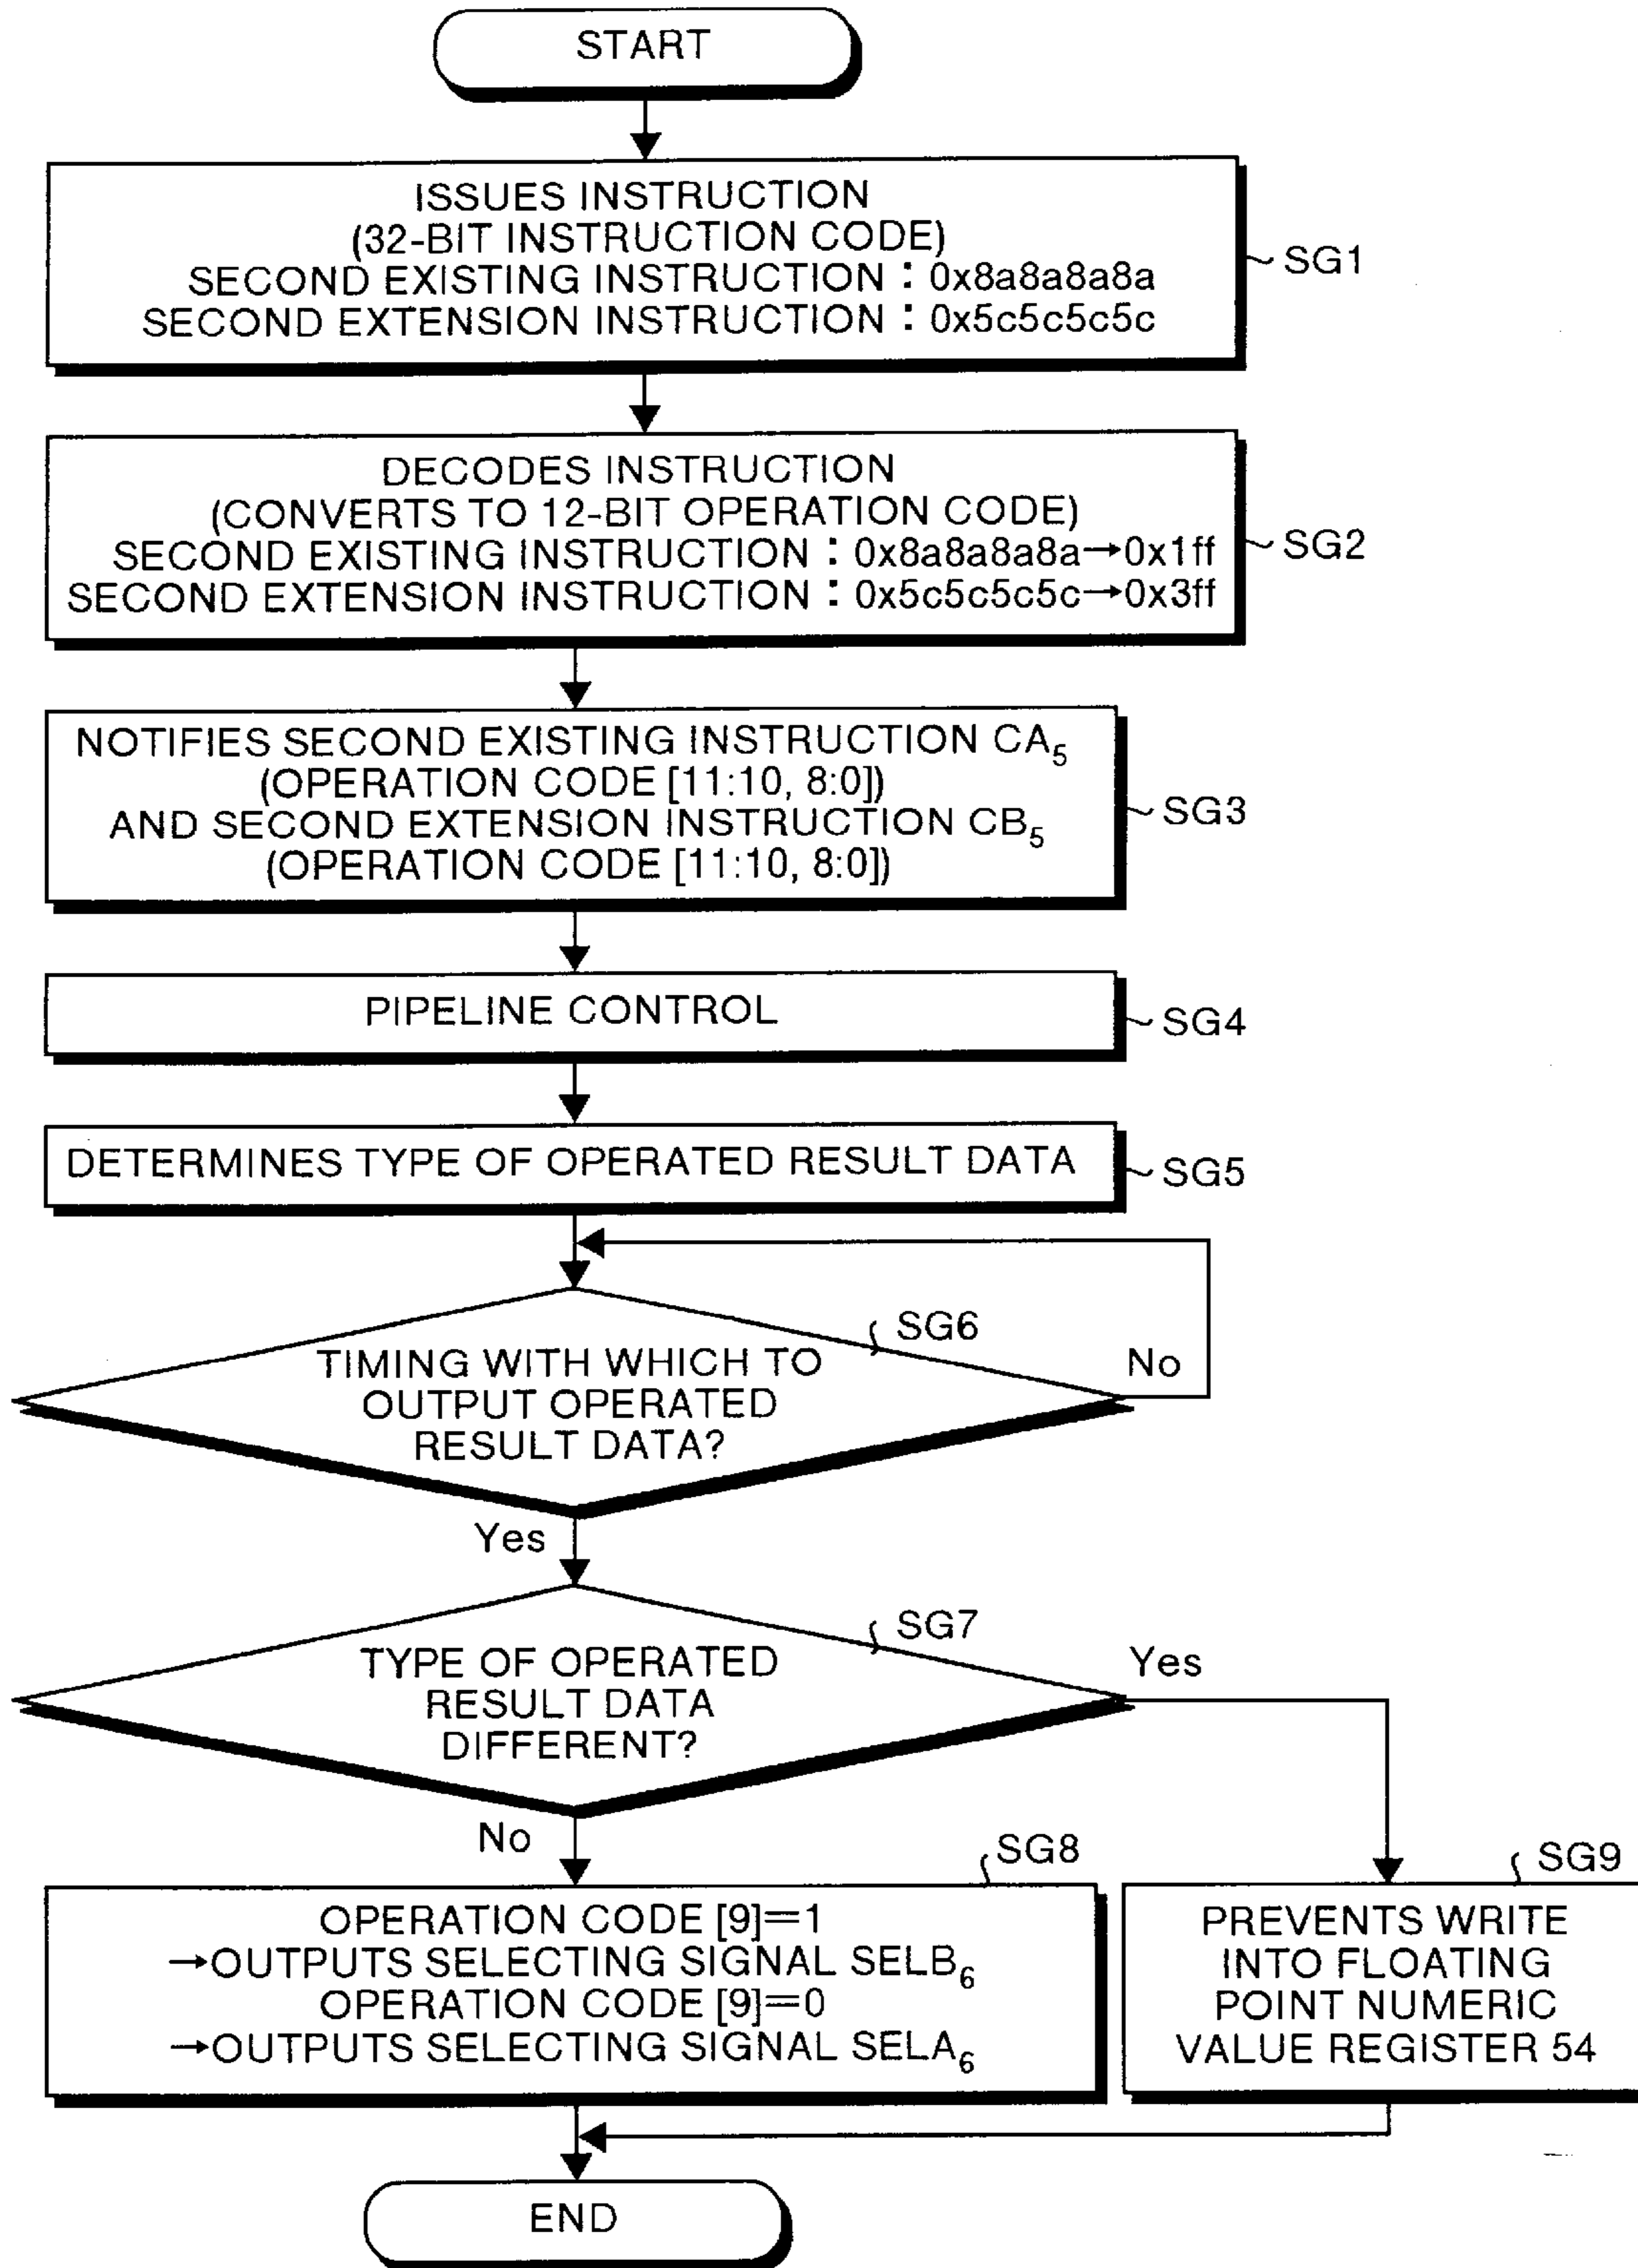 START
ISSUES INSTRUCTION
(32-BIT INSTRUCTION CODE)
SECOND EXISTING INSTRUCTION : 0x8a8a8a8a
SECOND EXTENSION INSTRUCTION : 0x5c5c5c5c
SG1
DECODES INSTRUCTION
(CONVERTS TO 12-BIT OPERATION CODE)
SECOND EXISTING INSTRUCTION : 0x8a8a8a8a→0x1ff
SECOND EXTENSION INSTRUCTION : 0x5c5c5c5c→0x3ff
SG2
NOTIFIES SECOND EXISTING INSTRUCTION CA5
(OPERATION CODE [11:10, 8:0])
AND SECOND EXTENSION INSTRUCTION CB5
(OPERATION CODE [11:10, 8:0])
SG3
PIPELINE CONTROL
SG4
DETERMINES TYPE OF OPERATED RESULT DATA
SG5
SG6
TIMING WITH WHICH TO
OUTPUT OPERATED
RESULT DATA?
No
Yes
SG7
TYPE OF OPERATED
RESULT DATA
DIFFERENT?
Yes
No
SG8
OPERATION CODE [9]=1
→OUTPUTS SELECTING SIGNAL SELB6
OPERATION CODE [9]=0
→OUTPUTS SELECTING SIGNAL SELA6
SG9
PREVENTS WRITE
INTO FLOATING
POINT NUMERIC
VALUE REGISTER 54
END